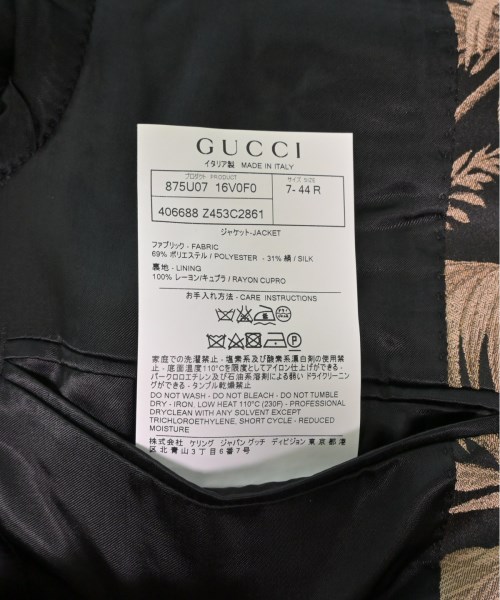 GUCCI
イタリア製 MADE IN ITALY
プロダクト PRODUCT サイズ SIZE
875U07 16V0F0 7- 44 R
406688 Z453C2861
ジャケット-JACKET
ファブリック - FABRIC
69% ポリエステル / POLYESTER - 31% 絹 / SILK
裏地 - LINING
100% レーヨン/キュプラ / RAYON CUPRO
お手入れ方法 - CARE INSTRUCTIONS
家庭での洗濯禁止 - 塩素系及び酸素系漂白剤の使用禁
止 - 底面温度110°Cを限度としてアイロン仕上げができる -
パークロロエチレン及び石油系溶剤による弱い ドライクリーニン
グができる - タンブル乾燥禁止
DO NOT WASH - DO NOT BLEACH - DO NOT TUMBLE
DRY - IRON, LOW HEAT 110°C (230F) - PROFESSIONAL
DRYCLEAN WITH ANY SOLVENT EXCEPT
TRICHLOROETHYLENE, SHORT CYCLE - REDUCED
MOISTURE
株式会社 ケリング ジャパン グッチ ディビジョン 東京都港
区北青山3丁目6番7号